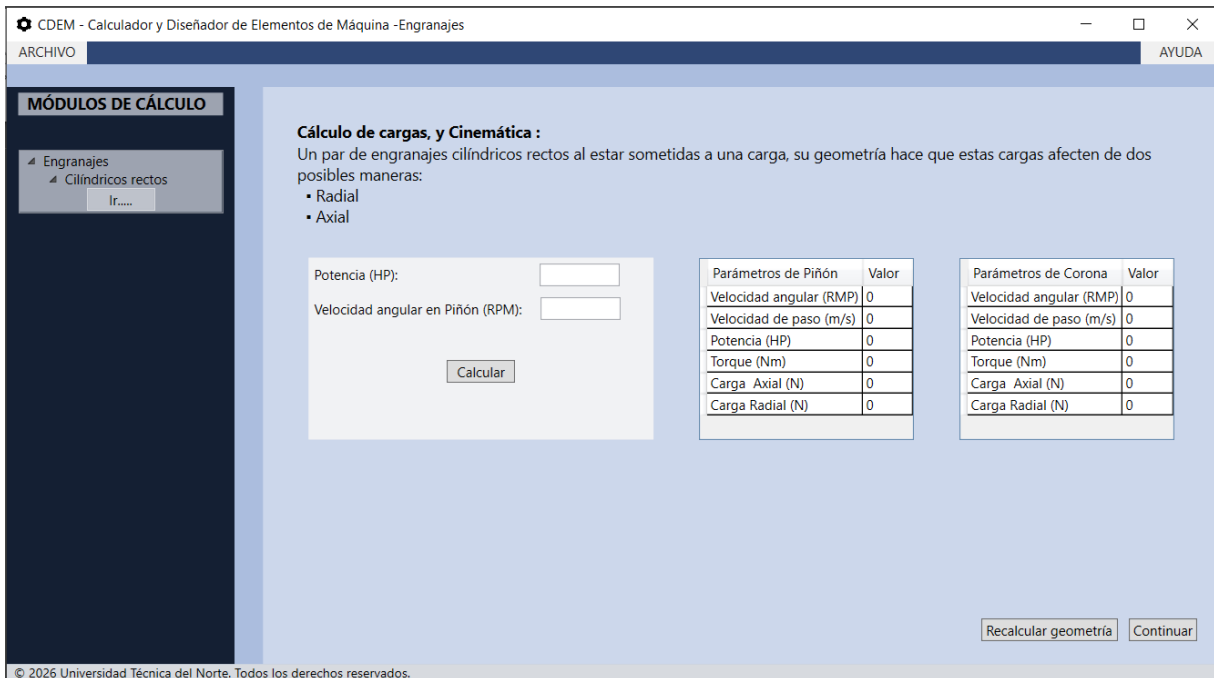 CDEM - Calculador y Diseñador de Elementos de Máquina -Engranajes
ARCHIVO
AYUDA
MÓDULOS DE CÁLCULO
Engranajes
Cilíndricos rectos
Ir.....
Cálculo de cargas, y Cinemática :
Un par de engranajes cilíndricos rectos al estar sometidas a una carga, su geometría hace que estas cargas afecten de dos
posibles maneras:
▪ Radial
▪ Axial
Potencia (HP):
Velocidad angular en Piñón (RPM):
Calcular
Parámetros de Piñón Valor
Velocidad angular (RMP) 0
Velocidad de paso (m/s) 0
Potencia (HP) 0
Torque (Nm) 0
Carga  Axial (N) 0
Carga Radial (N) 0
Parámetros de Corona Valor
Velocidad angular (RMP) 0
Velocidad de paso (m/s) 0
Potencia (HP) 0
Torque (Nm) 0
Carga  Axial (N) 0
Carga Radial (N) 0
Recalcular geometría
Continuar
© 2026 Universidad Técnica del Norte. Todos los derechos reservados.